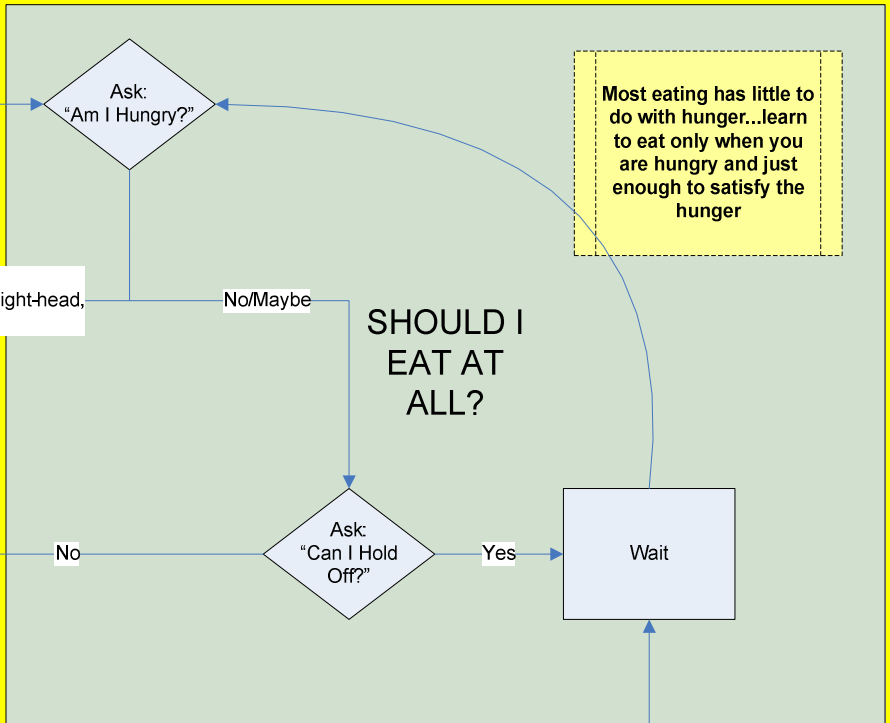 Ask:
“Am I Hungry?”
Most eating has little to
do with hunger...learn
to eat only when you
are hungry and just
enough to satisfy the
hunger
ight-head,
No/Maybe
SHOULD I
EAT AT
ALL?
Ask:
“Can I Hold
Off?”
No
Yes
Wait